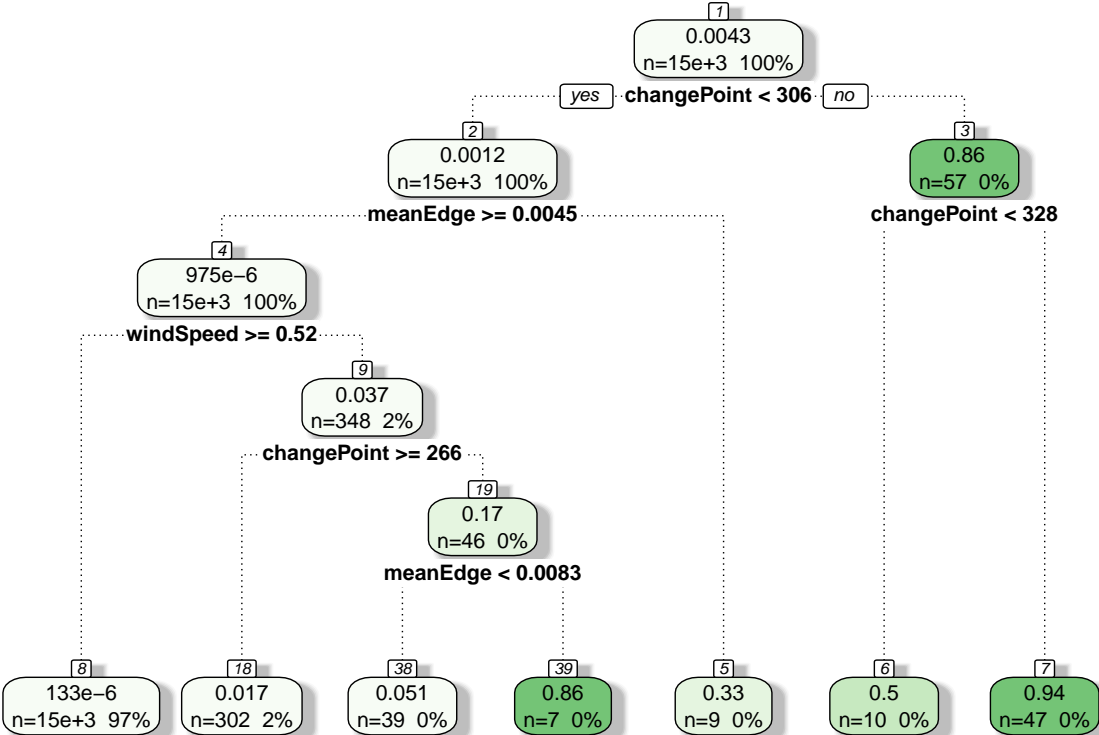 1
0.0043
n=15e+3 100%
yes changePoint < 306 no
2
0.0012
n=15e+3 100%
3
0.86
n=57 0%
meanEdge >= 0.0045
changePoint < 328
4
975e−6
n=15e+3 100%
windSpeed >= 0.52
9
0.037
n=348 2%
changePoint >= 266
19
0.17
n=46 0%
meanEdge < 0.0083
8
133e−6
n=15e+3 97%
18
0.017
n=302 2%
38
0.051
n=39 0%
39
0.86
n=7 0%
5
0.33
n=9 0%
6
0.5
n=10 0%
7
0.94
n=47 0%